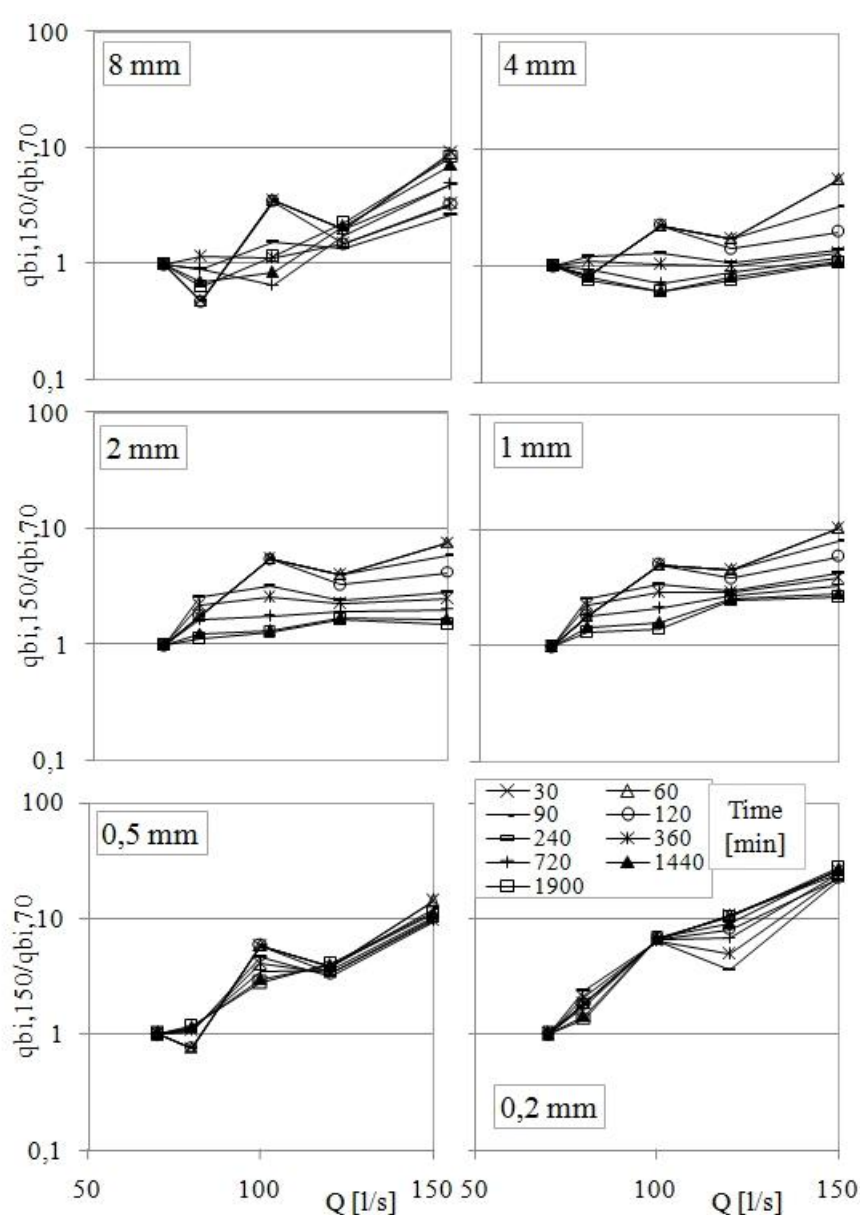 100
8 mm
4 mm
qbi,150/qbi,70
10
1
0,1
100
2 mm
1 mm
qbi,150/qbi,70
10
1
0,1
100
0,5 mm
30 60
90 120
240 360
720 1440
1900
Time
[min]
qbi,150/qbi,70
10
1
0,2 mm
0,1
50 100 150 50 100 150
Q [l/s] Q [l/s]